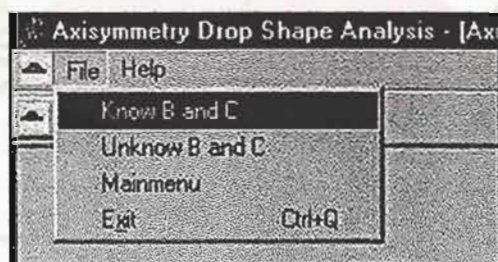 Axisymmetry Drop Shape Analysis - [Axi
File Help
Know B and C
Unknow B and C
Mainmenu
Exit Ctrl+Q